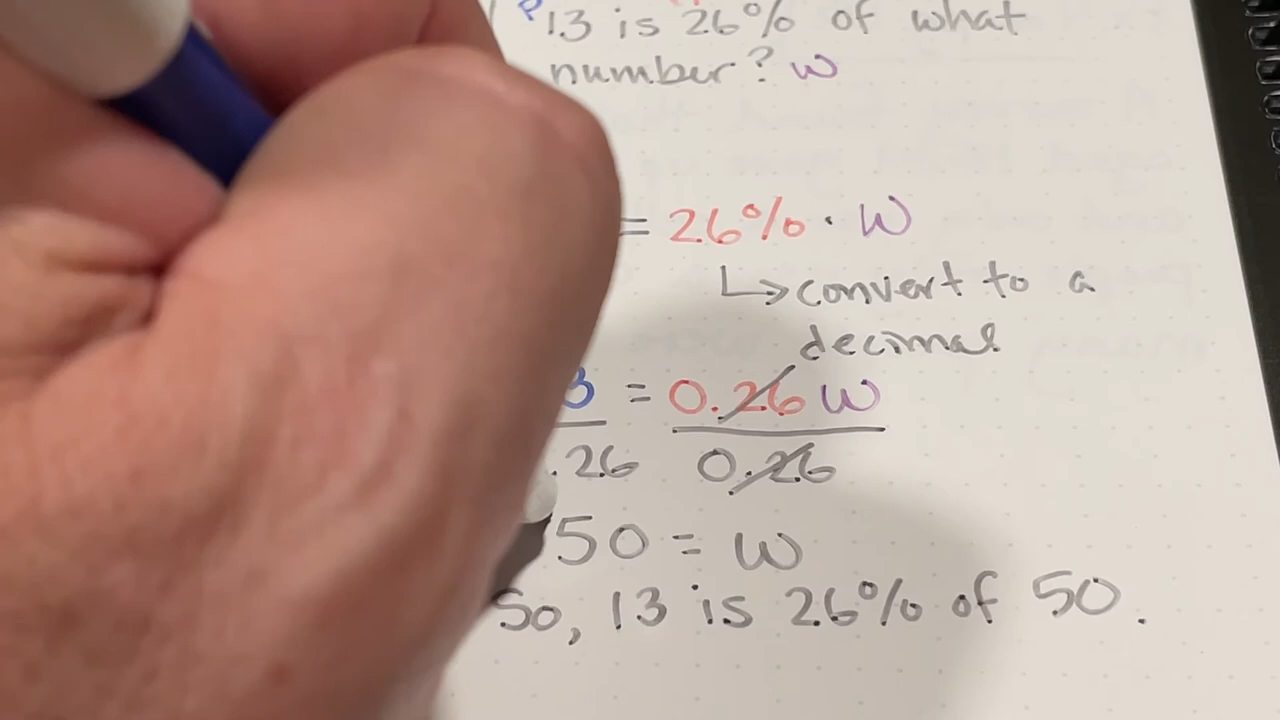 P 13 is 26% of what
number? w
= 26% · w
↳ convert to a
decimal
3 = 0.26 w
.26 0.26
50 = w
So, 13 is 26% of 50.